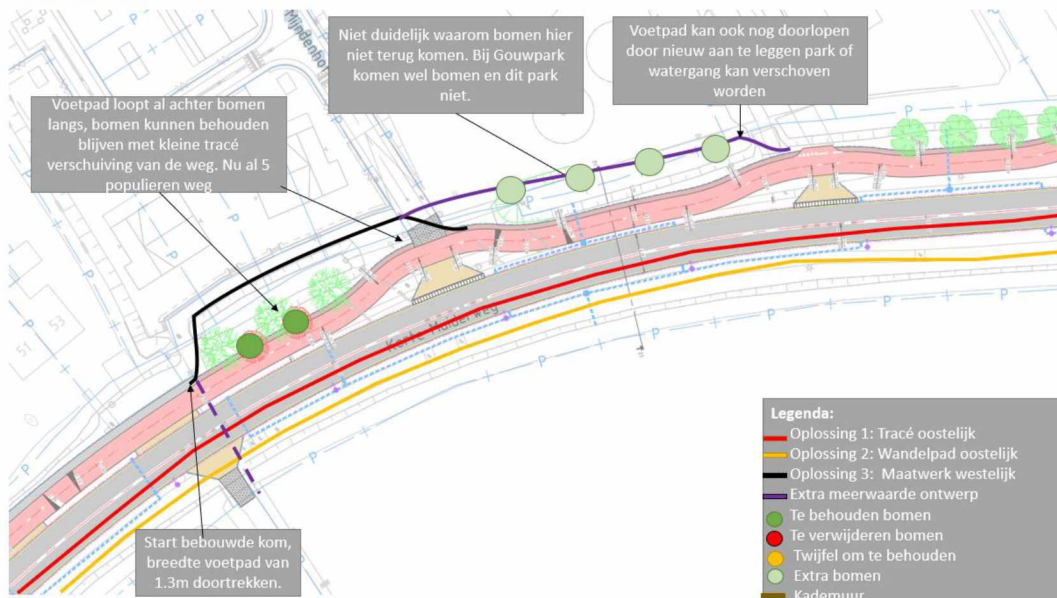 Mijndenhof
Niet duidelijk waarom bomen hier
niet terug komen. Bij Gouwpark
komen wel bomen en dit park
niet.
Voetpad kan ook nog doorlopen
door nieuw aan te leggen park of
watergang kan verschoven
worden
Voetpad loopt al achter bomen
langs, bomen kunnen behouden
blijven met kleine tracé
verschuiving van de weg. Nu al 5
populieren weg
53
51
Start bebouwde kom,
breedte voetpad van
1.3m doortrekken.
Legenda:
Oplossing 1: Tracé oostelijk
Oplossing 2: Wandelpad oostelijk
Oplossing 3:  Maatwerk westelijk
Extra meerwaarde ontwerp
Te behouden bomen
Te verwijderen bomen
Twijfel om te behouden
Extra bomen
Kademuur